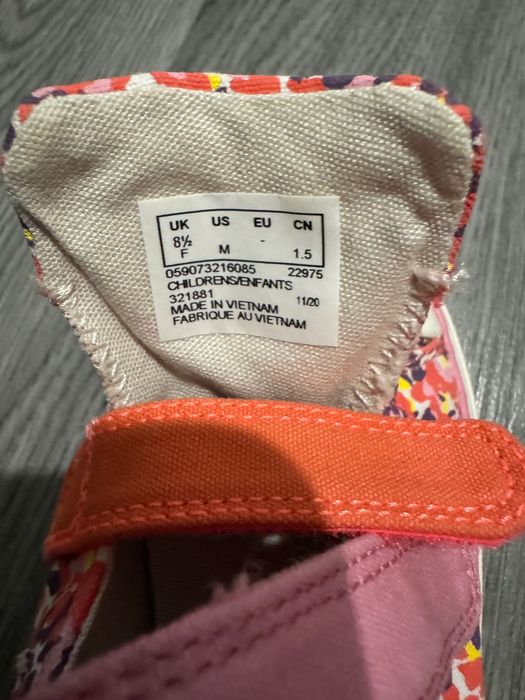 UK US EU CN
8½ F M - 1.5
059073216085 22975
CHILDRENS/ENFANTS
321881 11/20
MADE IN VIETNAM
FABRIQUE AU VIETNAM